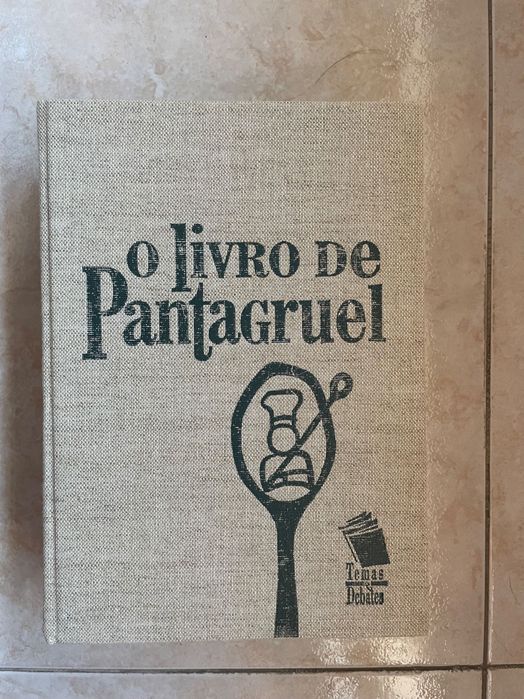 O LIVRO DE
PANTAGRUEL
Temas
e
Debates